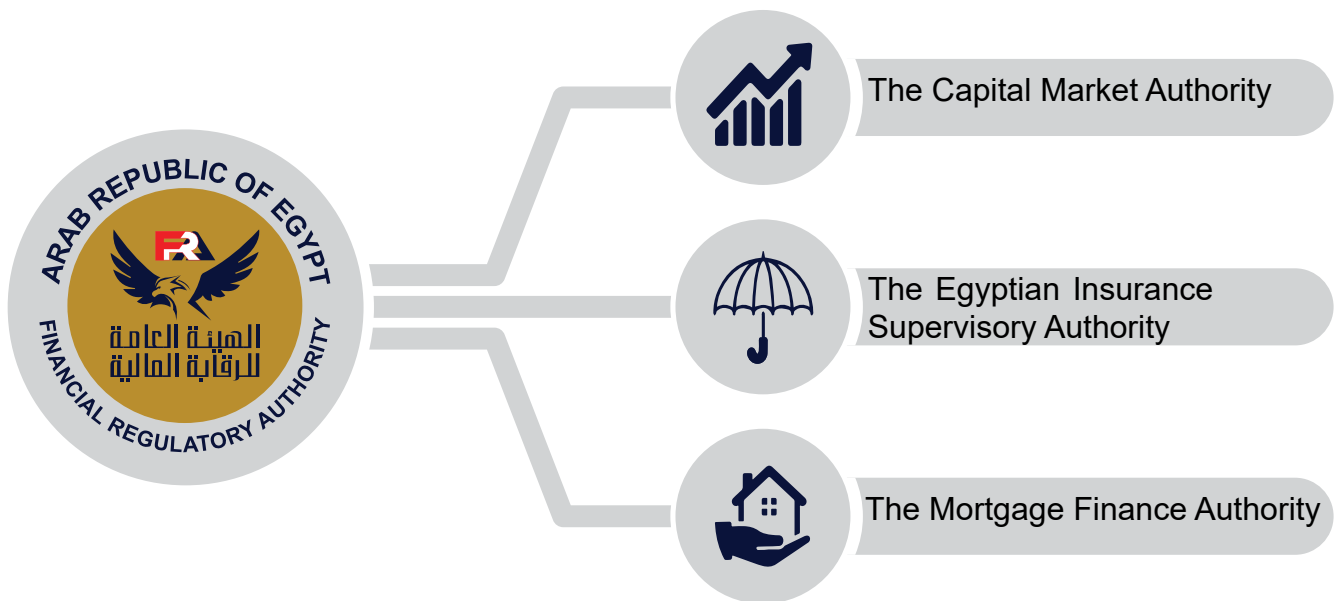 ARAB REPUBLIC OF EGYPT
FRA
الهيئة العامة
للرقابة المالية
FINANCIAL REGULATORY AUTHORITY
The Capital Market Authority
The Egyptian Insurance
Supervisory Authority
The Mortgage Finance Authority